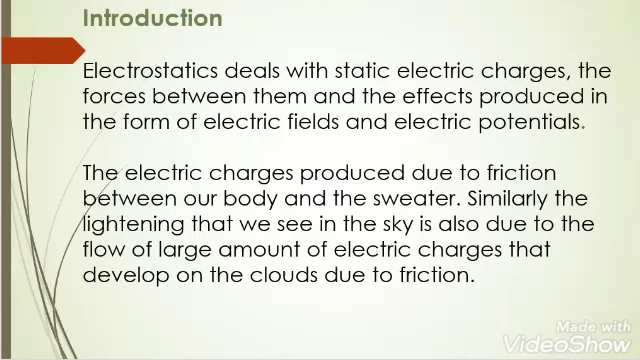 Introduction
Electrostatics deals with static electric charges, the
forces between them and the effects produced in
the form of electric fields and electric potentials.
The electric charges produced due to friction
between our body and the sweater. Similarly the
lightening that we see in the sky is also due to the
flow of large amount of electric charges that
develop on the clouds due to friction.
Made with
VideoShow